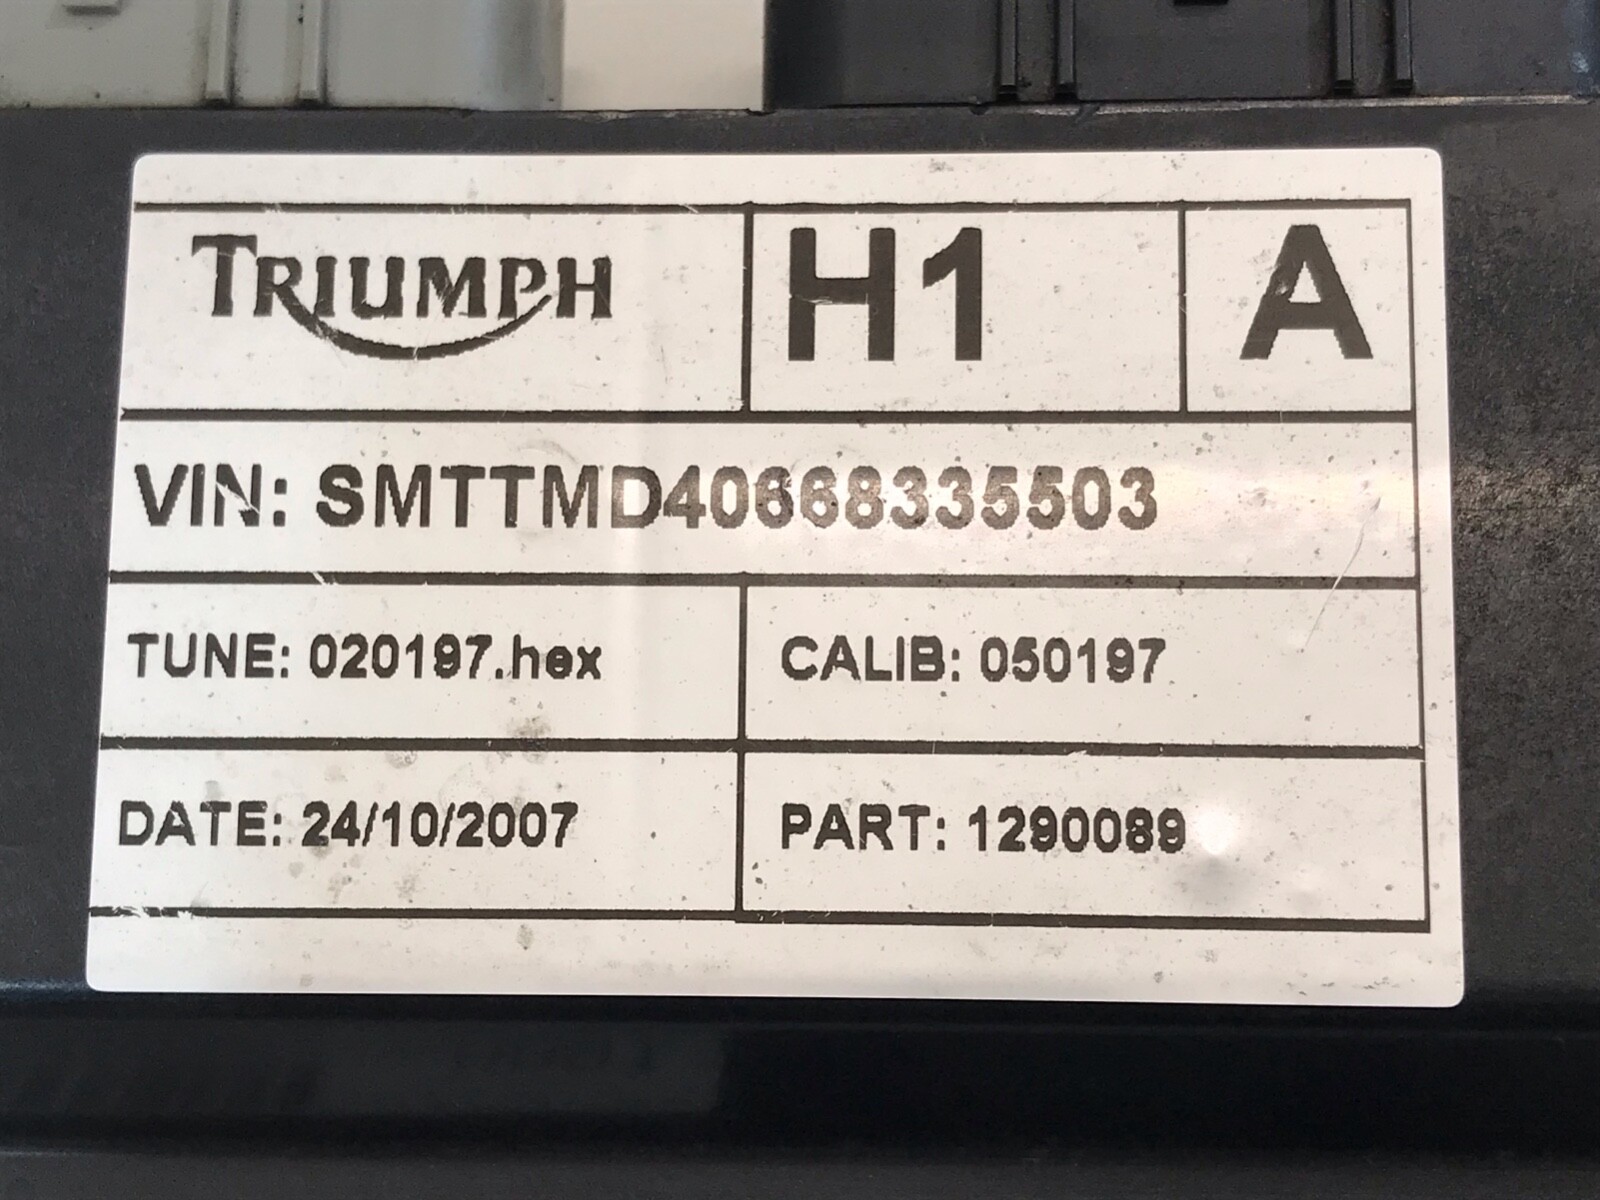 TRIUMPH H1 A
VIN: SMTTMD40668335503
TUNE: 020197.hex CALIB: 050197
DATE: 24/10/2007 PART: 1290089